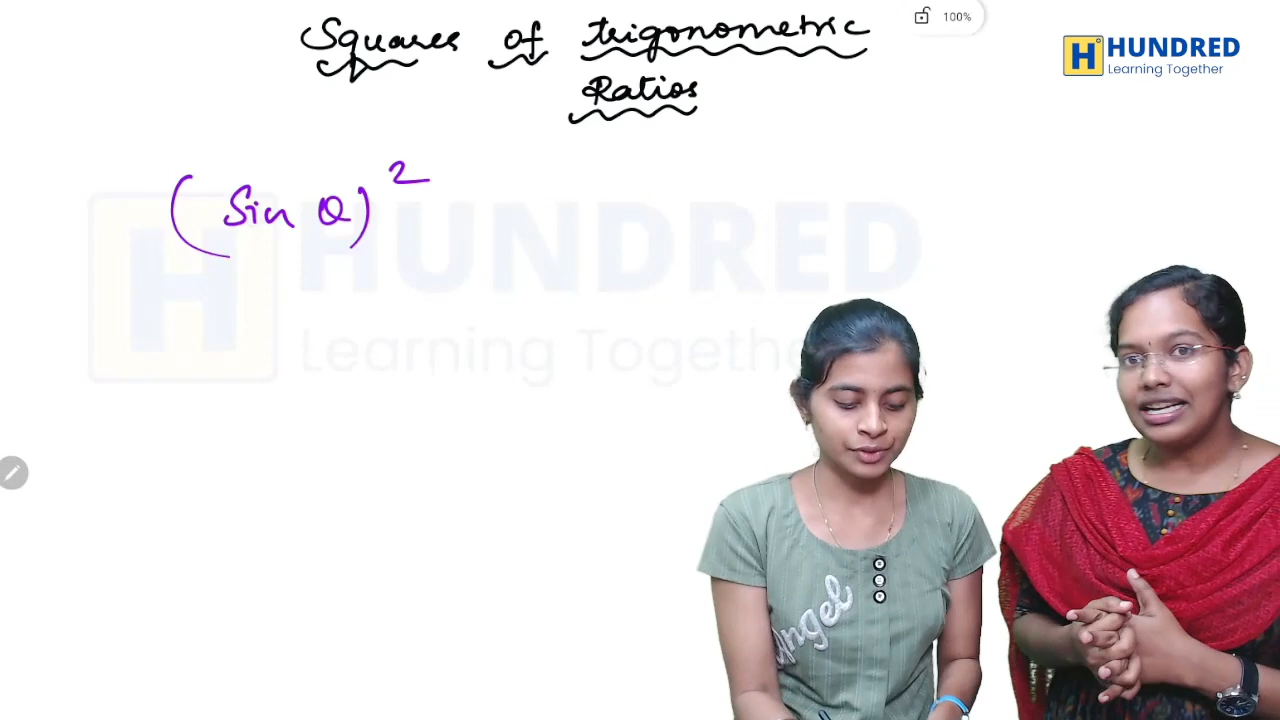 Squares of trigonometric
Ratios
100%
H° HUNDRED
Learning Together
(Sin θ)²
HUNDRED
Learning Together
Angel